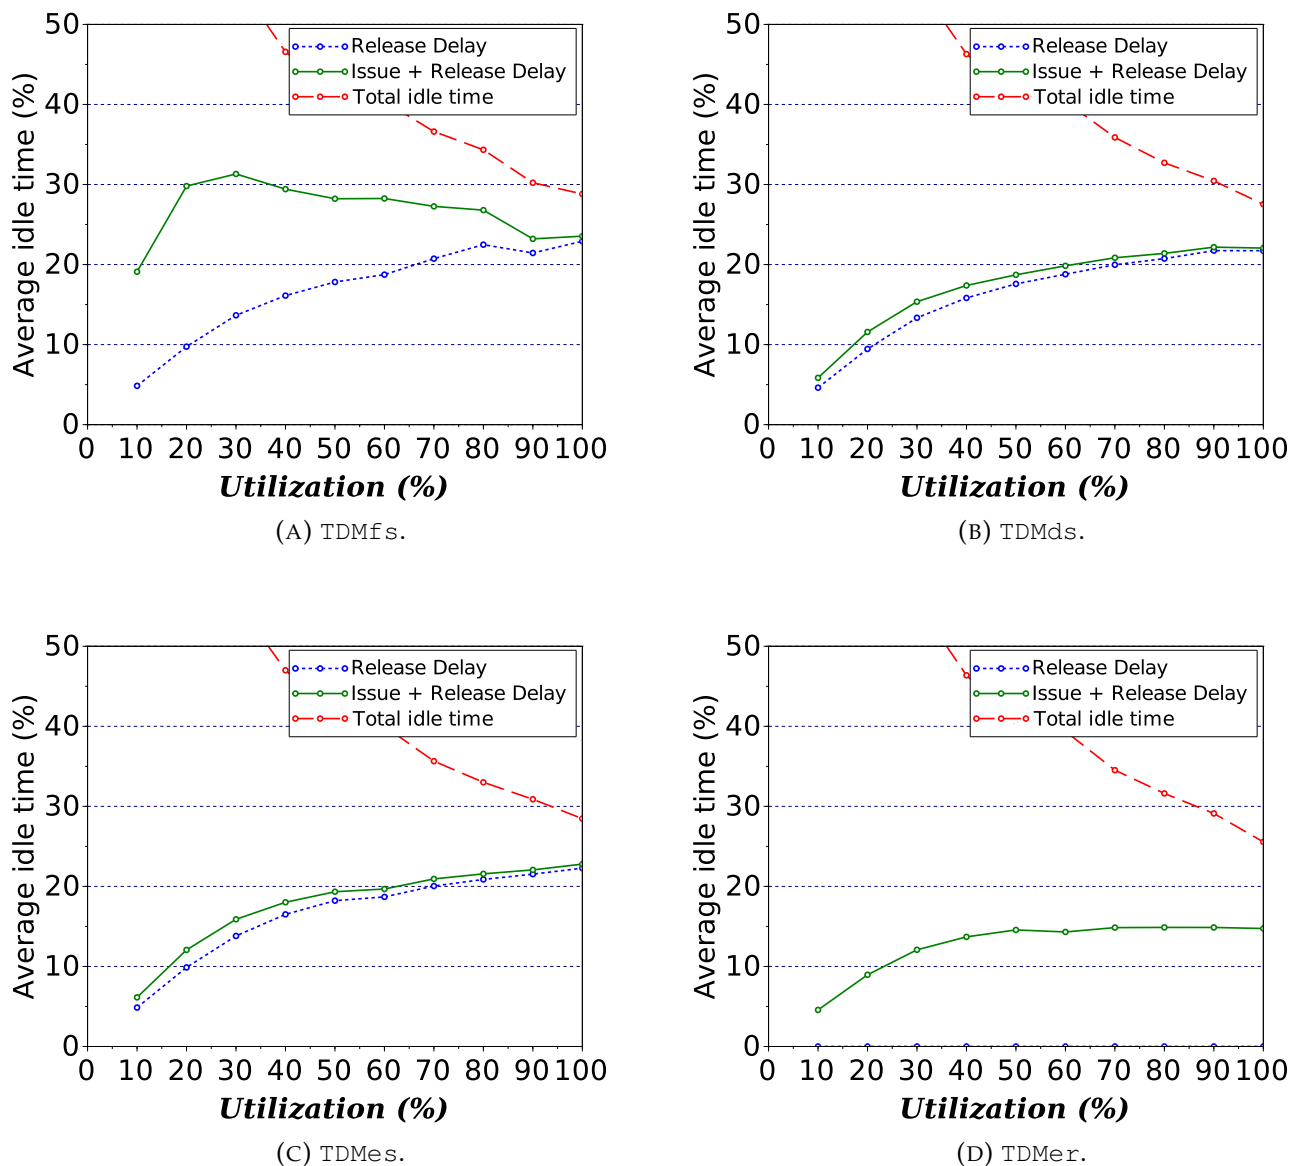 50
40
30
20
10
0
Average idle time (%)
Release Delay
Issue + Release Delay
Total idle time
0 10 20 30 40 50 60 70 80 90 100
Utilization (%)
(A) TDMfs.
50
40
30
20
10
0
Average idle time (%)
Release Delay
Issue + Release Delay
Total idle time
0 10 20 30 40 50 60 70 80 90 100
Utilization (%)
(B) TDMds.
50
40
30
20
10
0
Average idle time (%)
Release Delay
Issue + Release Delay
Total idle time
0 10 20 30 40 50 60 70 80 90 100
Utilization (%)
(C) TDMes.
50
40
30
20
10
0
Average idle time (%)
Release Delay
Issue + Release Delay
Total idle time
0 10 20 30 40 50 60 70 80 90 100
Utilization (%)
(D) TDMer.